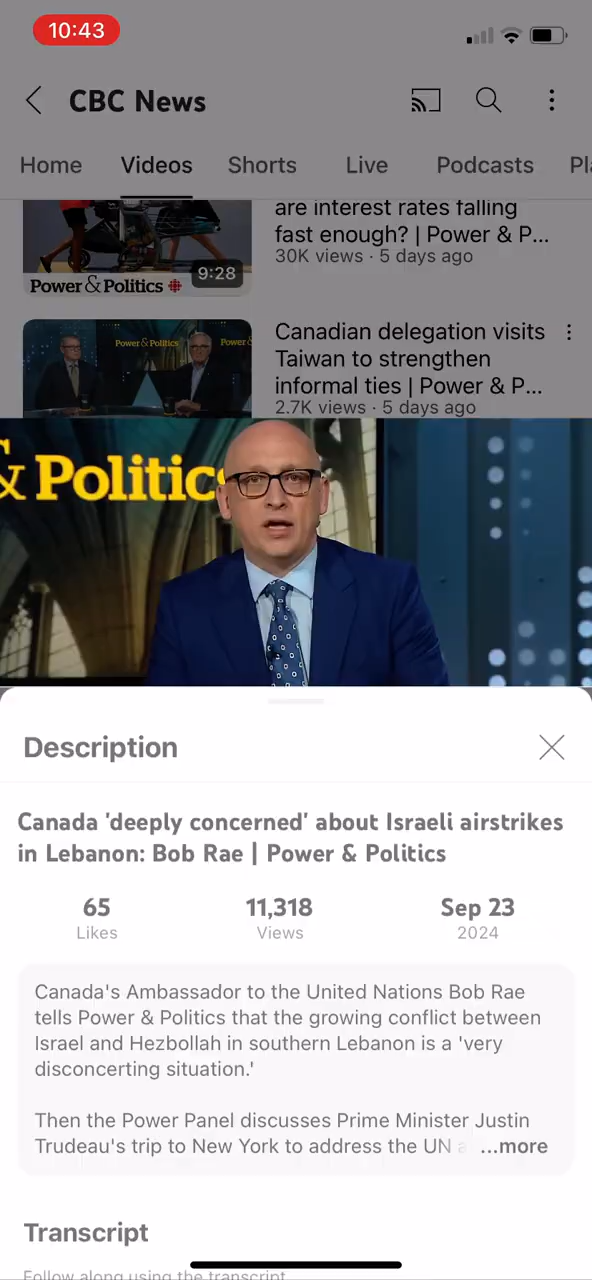 10:43
CBC News
Home Videos Shorts Live Podcasts Pl
are interest rates falling
fast enough? | Power & P...
30K views · 5 days ago
9:28
Power & Politics
Canadian delegation visits
Taiwan to strengthen
informal ties | Power & P...
2.7K views · 5 days ago
Power & Politics
Power &
& Politics
Description
Canada 'deeply concerned' about Israeli airstrikes
in Lebanon: Bob Rae | Power & Politics
65 11,318 Sep 23
Likes Views 2024
Canada's Ambassador to the United Nations Bob Rae
tells Power & Politics that the growing conflict between
Israel and Hezbollah in southern Lebanon is a 'very
disconcerting situation.'
Then the Power Panel discusses Prime Minister Justin
Trudeau's trip to New York to address the UN a ...more
Transcript
Follow along using the transcript.